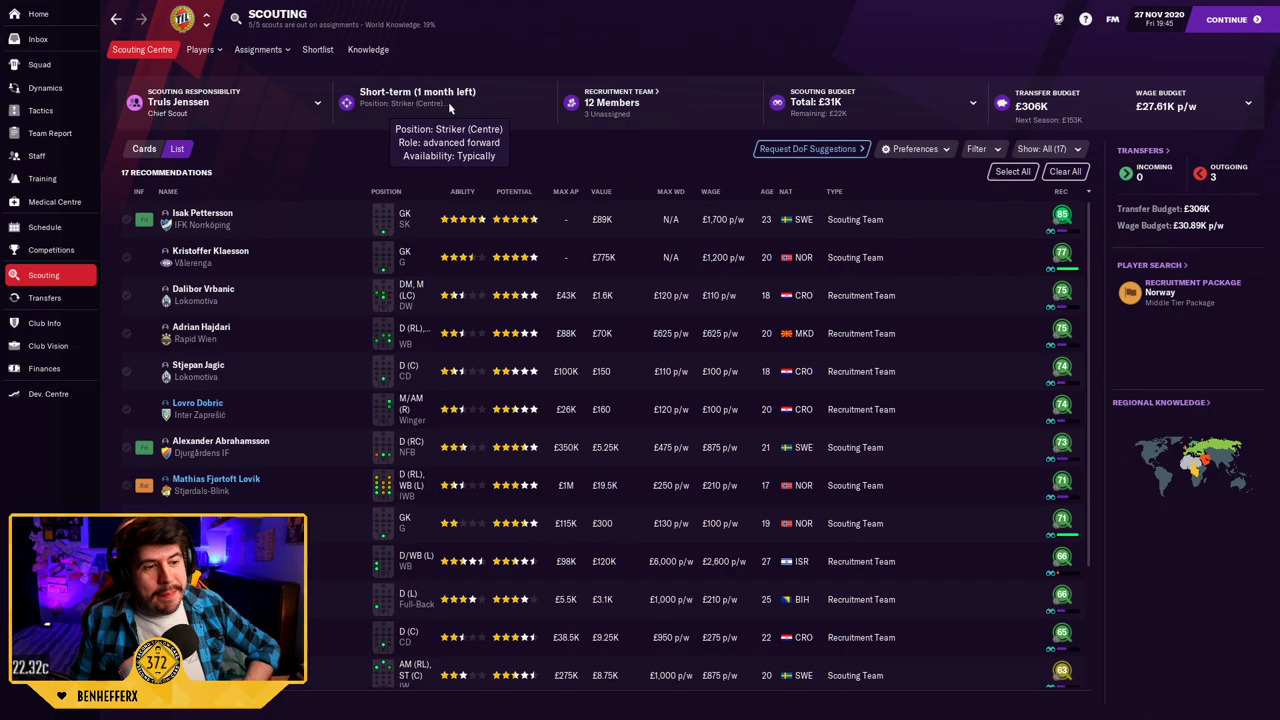 Home
Inbox
Squad
Dynamics
Tactics
Team Report
Staff
Training
Medical Centre
Schedule
Competitions
Scouting
Transfers
Club Info
Club Vision
Finances
Dev. Centre
TIL
SCOUTING
5/5 scouts are out on assignments - World Knowledge: 19%
FM
27 NOV 2020
Fri 19:45
CONTINUE
Scouting Centre
Players
Assignments
Shortlist
Knowledge
SCOUTING RESPONSIBILITY
Truls Jenssen
Chief Scout
Short-term (1 month left)
Position: Striker (Centre)...
RECRUITMENT TEAM
12 Members
3 Unassigned
SCOUTING BUDGET
Total: £31K
Remaining: £22K
TRANSFER BUDGET
£306K
Next Season: £153K
WAGE BUDGET
£27.61K p/w
Position: Striker (Centre)
Role: advanced forward
Availability: Typically
Cards
List
Request DoF Suggestions
Preferences
Filter
Show: All (17)
17 RECOMMENDATIONS
Select All
Clear All
INF NAME POSITION ABILITY POTENTIAL MAX AP VALUE MAX WD WAGE AGE NAT TYPE REC
Isak Pettersson GK - £89K N/A £1,700 p/w 23 SWE Scouting Team 85
IFK Norrköping SK
Kristoffer Klaesson GK - £775K N/A £1,200 p/w 20 NOR Scouting Team 77
Vålerenga G
Dalibor Vrbanic DM, M (LC) £43K £1.6K £120 p/w £110 p/w 18 CRO Recruitment Team 75
Lokomotiva DW
Adrian Hajdari D (RL),... £88K £70K £625 p/w £625 p/w 20 MKD Recruitment Team 75
Rapid Wien WB
Stjepan Jagic D (C) £100K £150 £110 p/w £100 p/w 18 CRO Recruitment Team 74
Lokomotiva CD
Lovro Dobric M/AM (R) £26K £160 £120 p/w £100 p/w 20 CRO Recruitment Team 74
Inter Zaprešić Winger
Alexander Abrahamsson D (RC) £350K £5.25K £475 p/w £875 p/w 21 SWE Recruitment Team 73
Djurgårdens IF NFB
Mathias Fjørtoft Løvik D (RL), WB (L) £1M £19.5K £250 p/w £210 p/w 17 NOR Recruitment Team 71
Stjørdals-Blink IWB
GK £115K £300 £130 p/w £100 p/w 19 NOR Scouting Team 71
G
D/WB (L) £98K £120K £6,000 p/w £2,600 p/w 27 ISR Recruitment Team 66
WB
D (L) £5.5K £3.1K £1,000 p/w £210 p/w 25 BIH Recruitment Team 66
Full-Back
D (C) £38.5K £9.25K £950 p/w £275 p/w 22 CRO Recruitment Team 65
CD
AM (RL), ST (C) £275K £8.75K £1,000 p/w £875 p/w 20 SWE Recruitment Team 63
IW
TRANSFERS
INCOMING
0
OUTGOING
3
Transfer Budget: £306K
Wage Budget: £30.89K p/w
PLAYER SEARCH
RECRUITMENT PACKAGE
Norway
Middle Tier Package
REGIONAL KNOWLEDGE
22.32c
372
BENHEFFERX